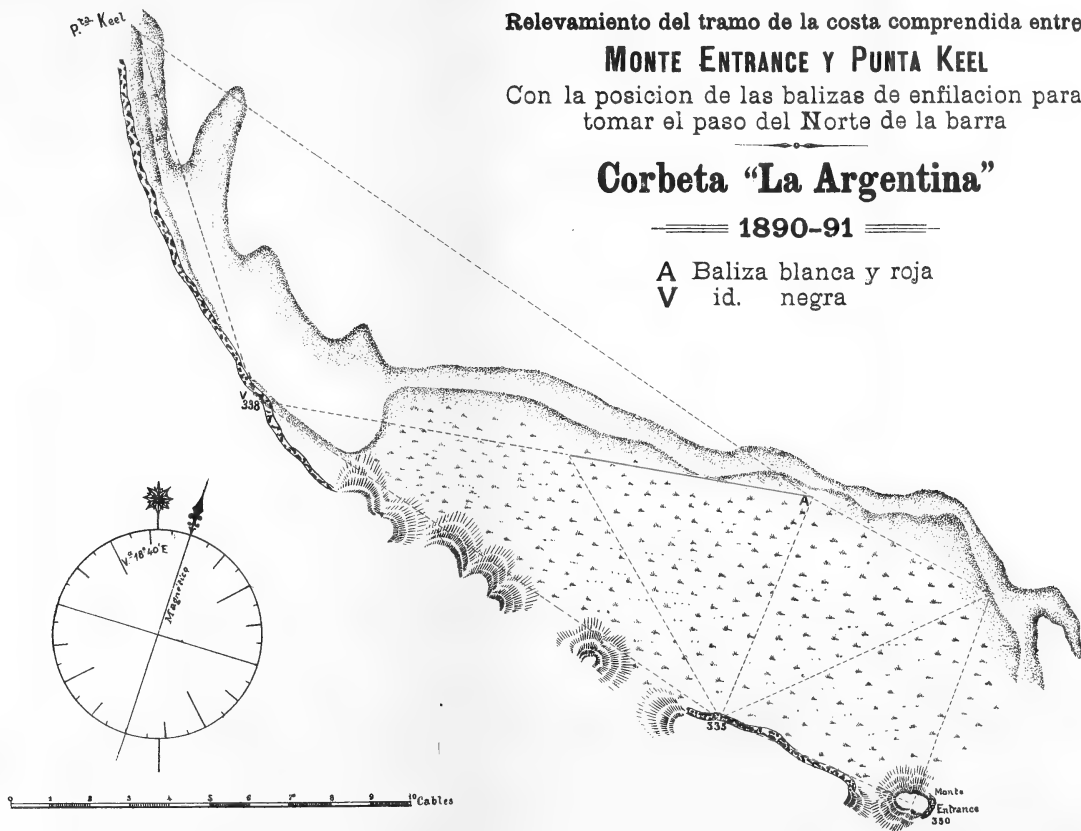 P.ta Keel
Relevamiento del tramo de la costa comprendida entre
MONTE ENTRANCE Y PUNTA KEEL
Con la posicion de las balizas de enfilacion para
tomar el paso del Norte de la barra
Corbeta "La Argentina"
1890-91
A Baliza blanca y roja
V id. negra
V
338
A
V.n 18°40'E
Magnetico
335
Monte
Entrance
350
0 1 2 3 4 5 6 7 8 9 10 Cables